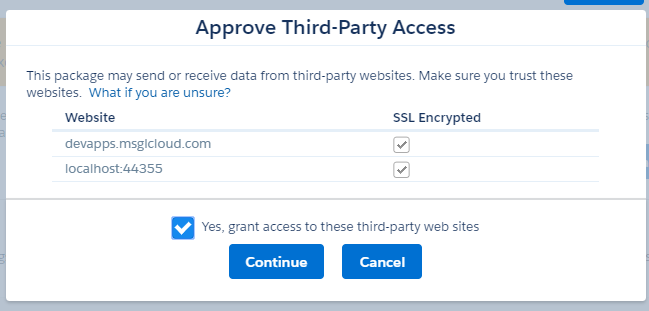 Approve Third-Party Access
This package may send or receive data from third-party websites. Make sure you trust these
websites. What if you are unsure?
Website SSL Encrypted
devapps.msglcloud.com
localhost:44355
Yes, grant access to these third-party web sites
Continue Cancel